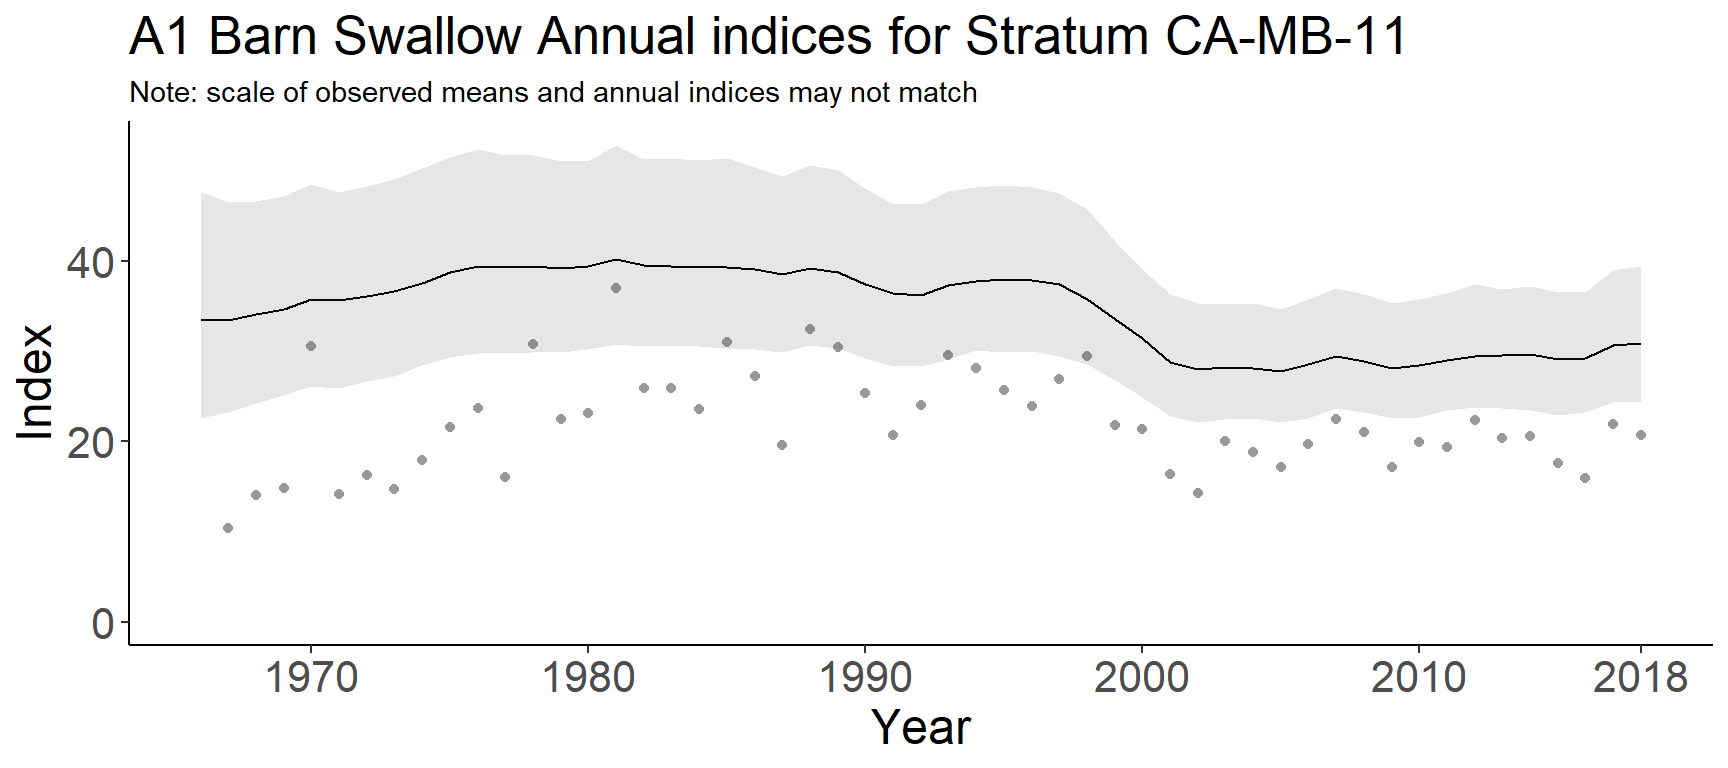 A1 Barn Swallow Annual indices for Stratum CA-MB-11
Note: scale of observed means and annual indices may not match
Index
40
20
0
1970 1980 1990 2000 2010 2018
Year